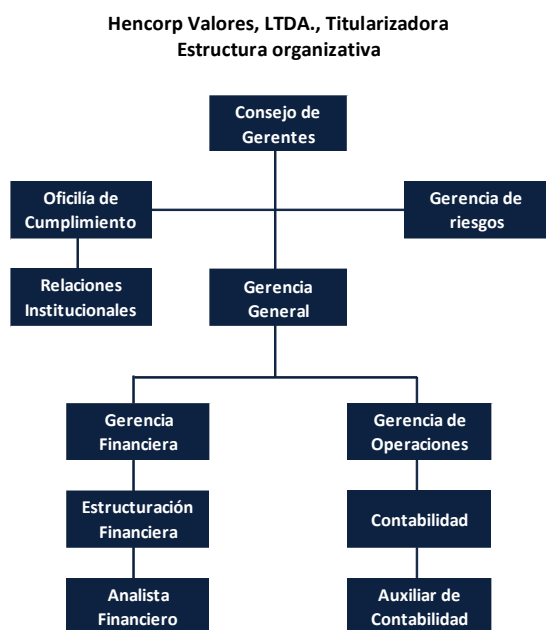 Hencorp Valores, LTDA., Titularizadora
Estructura organizativa
Consejo de
Gerentes
Oficilía de
Cumplimiento
Gerencia de
riesgos
Relaciones
Institucionales
Gerencia
General
Gerencia
Financiera
Gerencia de
Operaciones
Estructuración
Financiera
Contabilidad
Analista
Financiero
Auxiliar de
Contabilidad